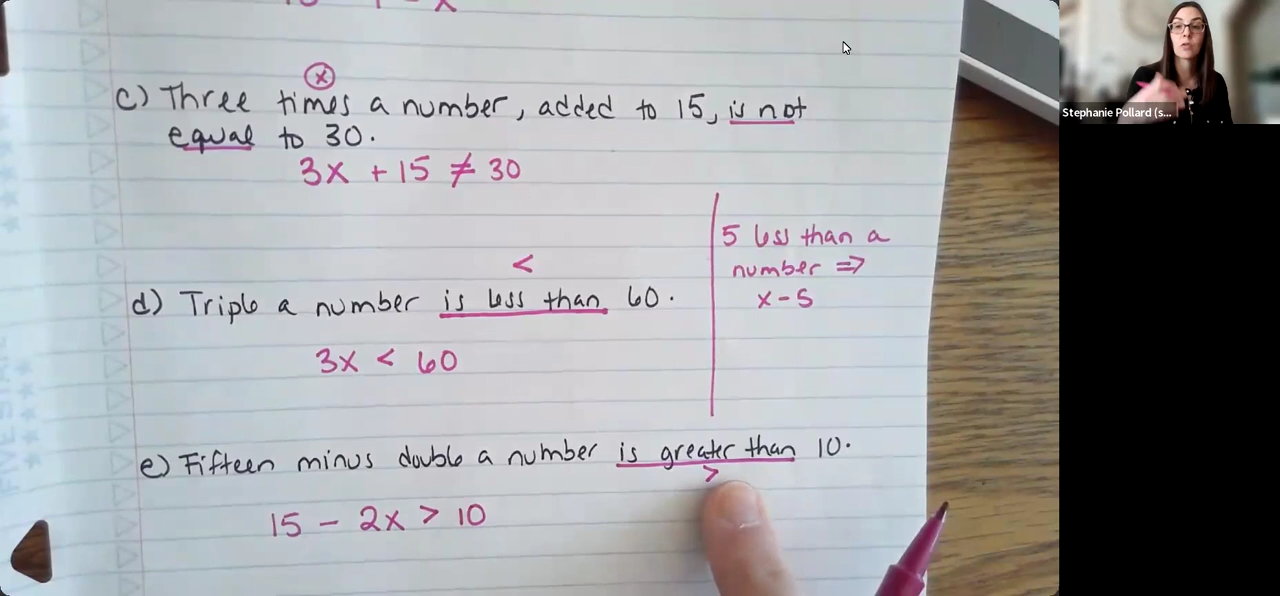 c) Three times a number, added to 15, is not
equal to 30.
3x + 15 ≠ 30
<
d) Triple a number is less than 60.
3x < 60
5 less than a
number ⇒
x - 5
e) Fifteen minus double a number is greater than 10.
>
15 - 2x > 10
Stephanie Pollard (s...